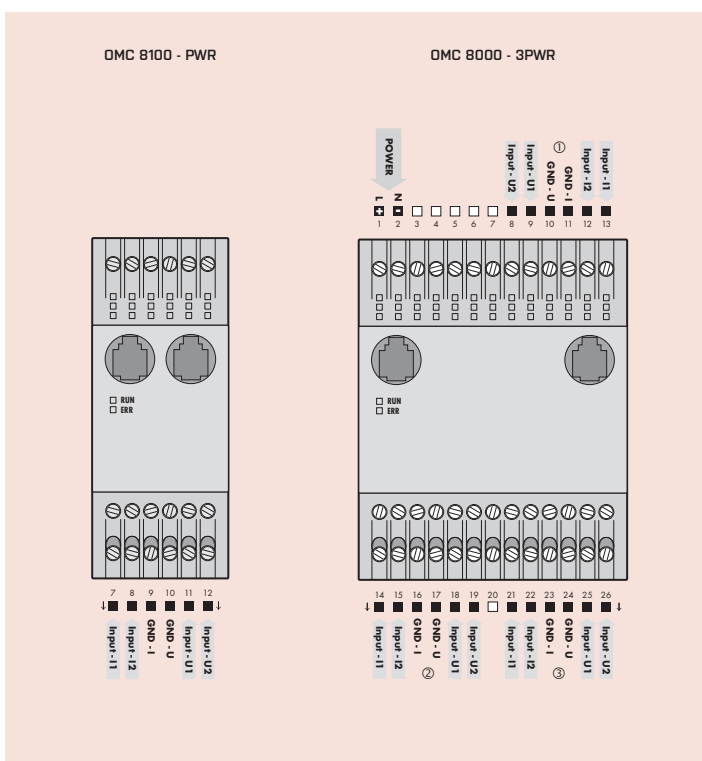 OMC 8100 - PWR
OMC 8000 - 3PWR
POWER
L
N
Input - U2
Input - U1
GND - U
①
GND - I
Input - I2
Input - I1
+ -
1 2 3 4 5 6 7 8 9 10 11 12 13
RUN
ERR
RUN
ERR
7 8 9 10 11 12
↓ ↓
Input - I1
Input - I2
GND - I
GND - U
Input - U1
Input - U2
14 15 16 17 18 19 20 21 22 23 24 25 26
↓ ↓
Input - I1
Input - I2
GND - I
②
GND - U
Input - U1
Input - U2
Input - I1
Input - I2
GND - I
③
GND - U
Input - U1
Input - U2